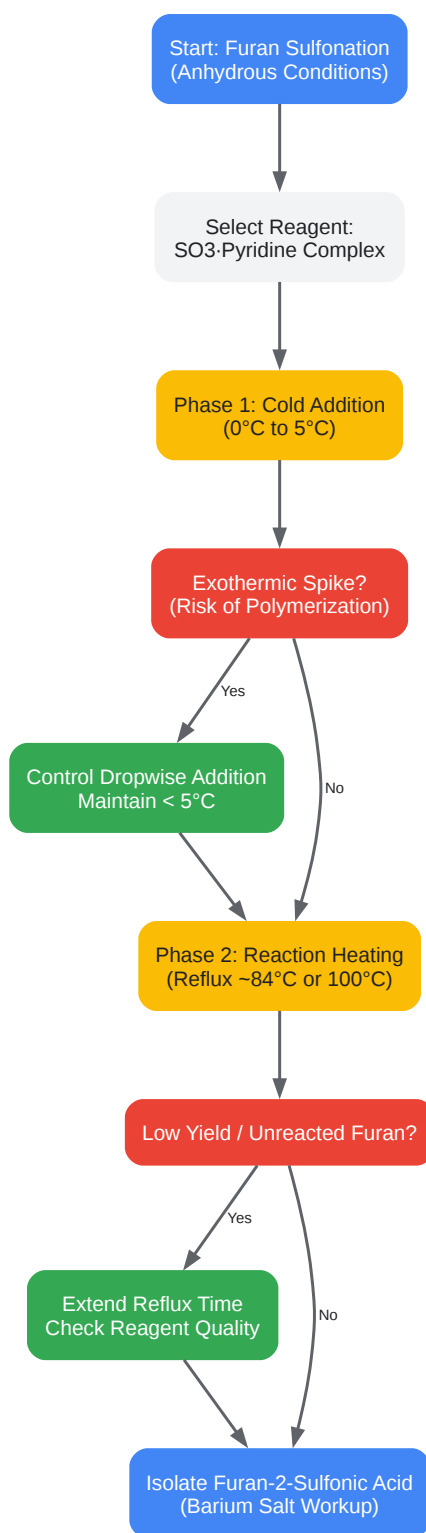 Start: Furan Sulfonation
(Anhydrous Conditions)
Select Reagent:
SO3·Pyridine Complex
Phase 1: Cold Addition
(0°C to 5°C)
Exothermic Spike?
(Risk of Polymerization)
Yes
Control Dropwise Addition
Maintain < 5°C
No
Phase 2: Reaction Heating
(Reflux ~84°C or 100°C)
Low Yield / Unreacted Furan?
Yes
Extend Reflux Time
Check Reagent Quality
No
Isolate Furan-2-Sulfonic Acid
(Barium Salt Workup)